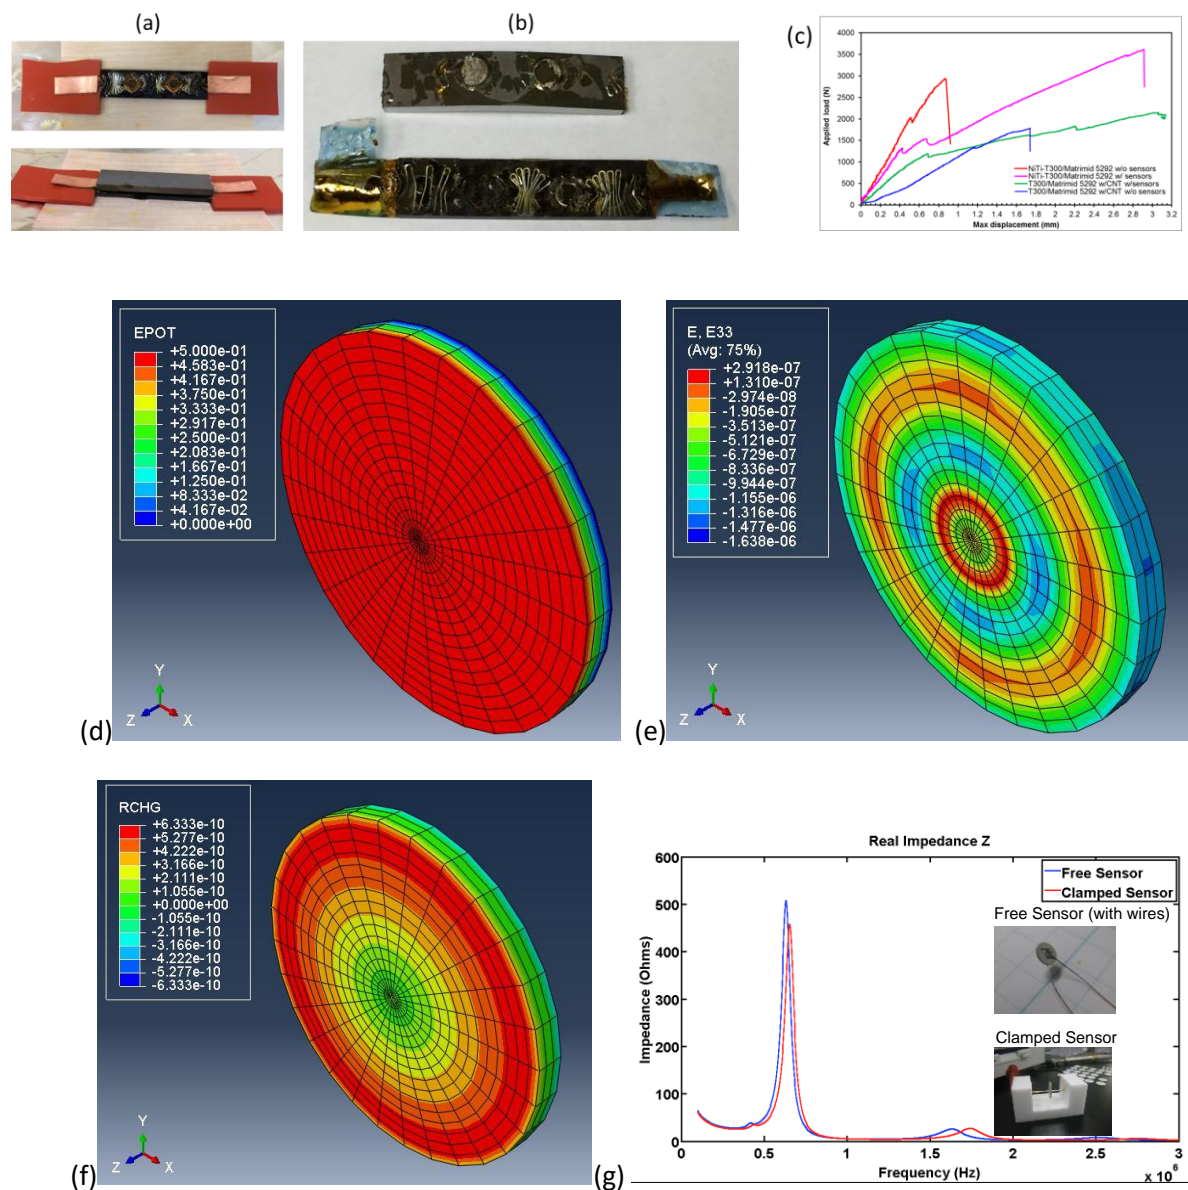 (a)
(b)
(c)
4000
3500
3000
2500
2000
1500
1000
500
0
Applied load (N)
NiTi-T300/Matrimid 5292 w/o sensors
NiTi-T300/Matrimid 5292 w/ sensors
T300/Matrimid 5292 w/CNT w/sensors
T300/Matrimid 5292 w/CNT w/o sensors
0 0.2 0.4 0.6 0.8 1 1.2 1.4 1.6 1.8 2 2.2 2.4 2.6 2.8 3 3.2
Max displacement (mm)
EPOT
+5.000e-01
+4.583e-01
+4.167e-01
+3.750e-01
+3.333e-01
+2.917e-01
+2.500e-01
+2.083e-01
+1.667e-01
+1.250e-01
+8.333e-02
+4.167e-02
+0.000e+00
Y
Z
X
(d)
E, E33
(Avg: 75%)
+2.918e-07
+1.310e-07
-2.974e-08
-1.905e-07
-3.513e-07
-5.121e-07
-6.729e-07
-8.336e-07
-9.944e-07
-1.155e-06
-1.316e-06
-1.477e-06
-1.638e-06
Y
Z
X
(e)
RCHG
+6.333e-10
+5.277e-10
+4.222e-10
+3.166e-10
+2.111e-10
+1.055e-10
+0.000e+00
-1.055e-10
-2.111e-10
-3.166e-10
-4.222e-10
-5.277e-10
-6.333e-10
Y
Z
X
(f)
Real Impedance Z
600
500
400
300
200
100
0
Impedance (Ohms)
Free Sensor
Clamped Sensor
Free Sensor (with wires)
Clamped Sensor
0 0.5 1 1.5 2 2.5 3
Frequency (Hz)
x 10⁶
(g)